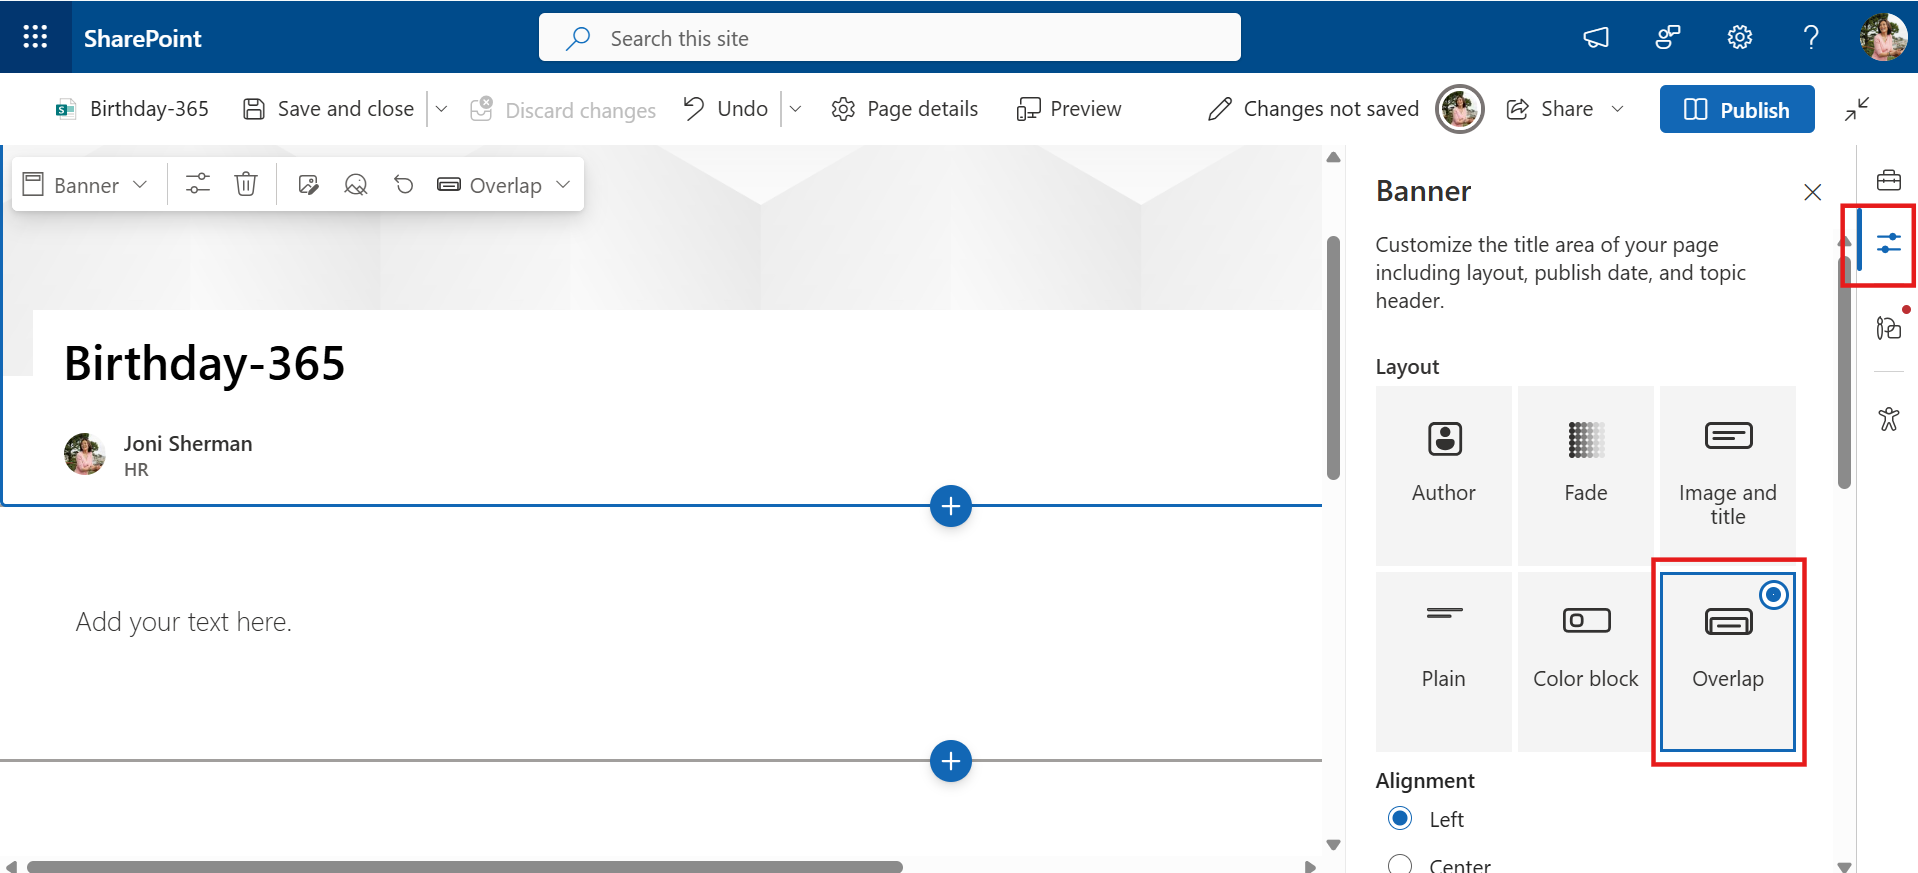 SharePoint
Search this site
Birthday-365
Save and close
Discard changes
Undo
Page details
Preview
Changes not saved
Share
Publish
Banner
Overlap
Birthday-365
Joni Sherman
HR
Add your text here.
Banner
Customize the title area of your page
including layout, publish date, and topic
header.
Layout
Author
Fade
Image and
title
Plain
Color block
Overlap
Alignment
Left
Center